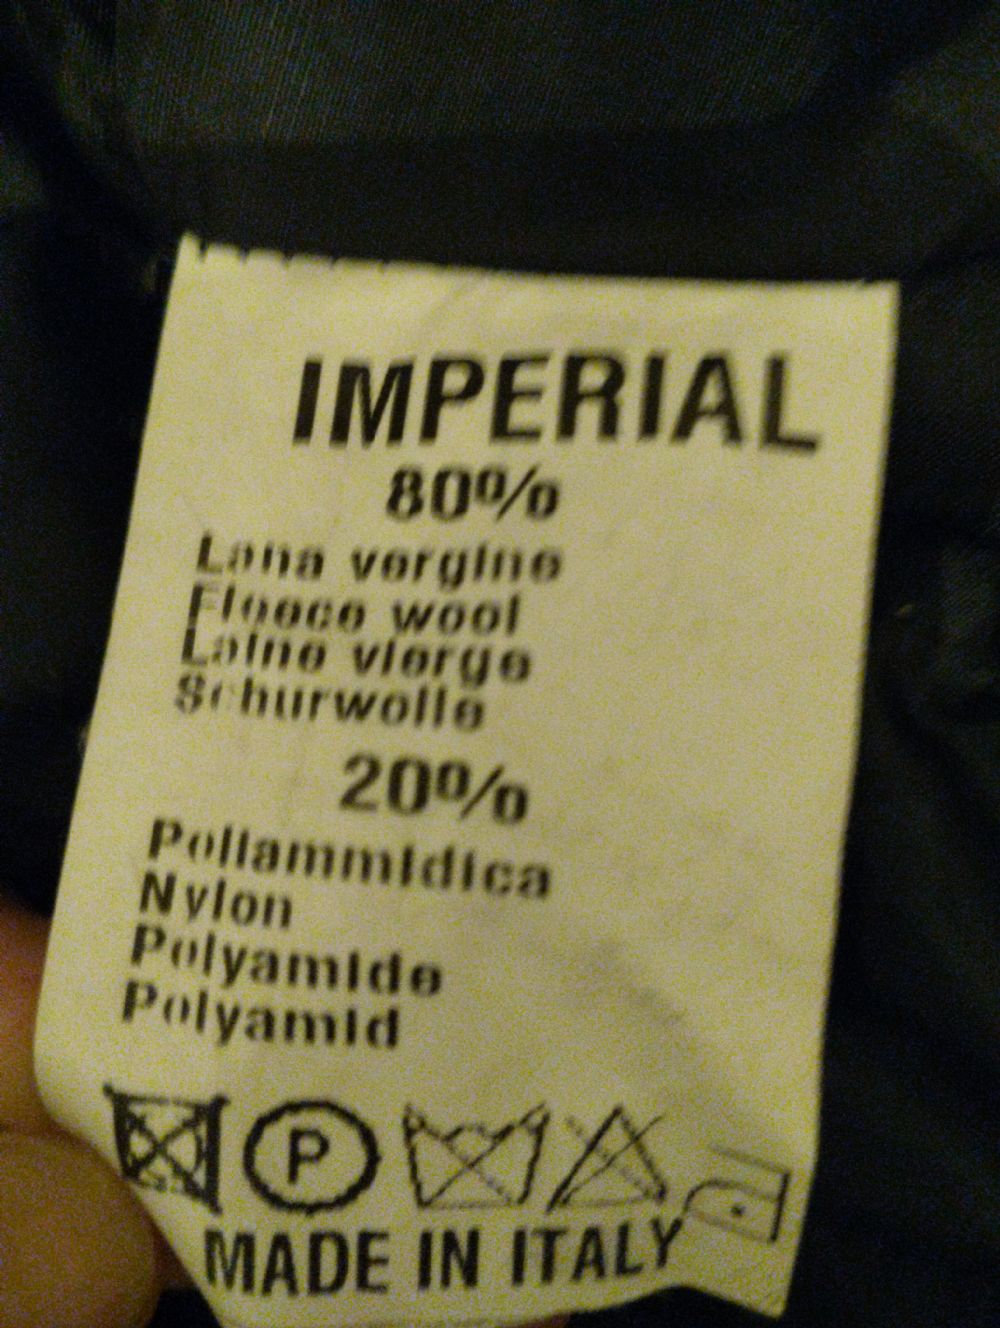 IMPERIAL
80%
Lana vergine
Fleece wool
Laine vierge
Schurwolle
20%
Poliammidica
Nylon
Polyamide
Polyamid
P
MADE IN ITALY